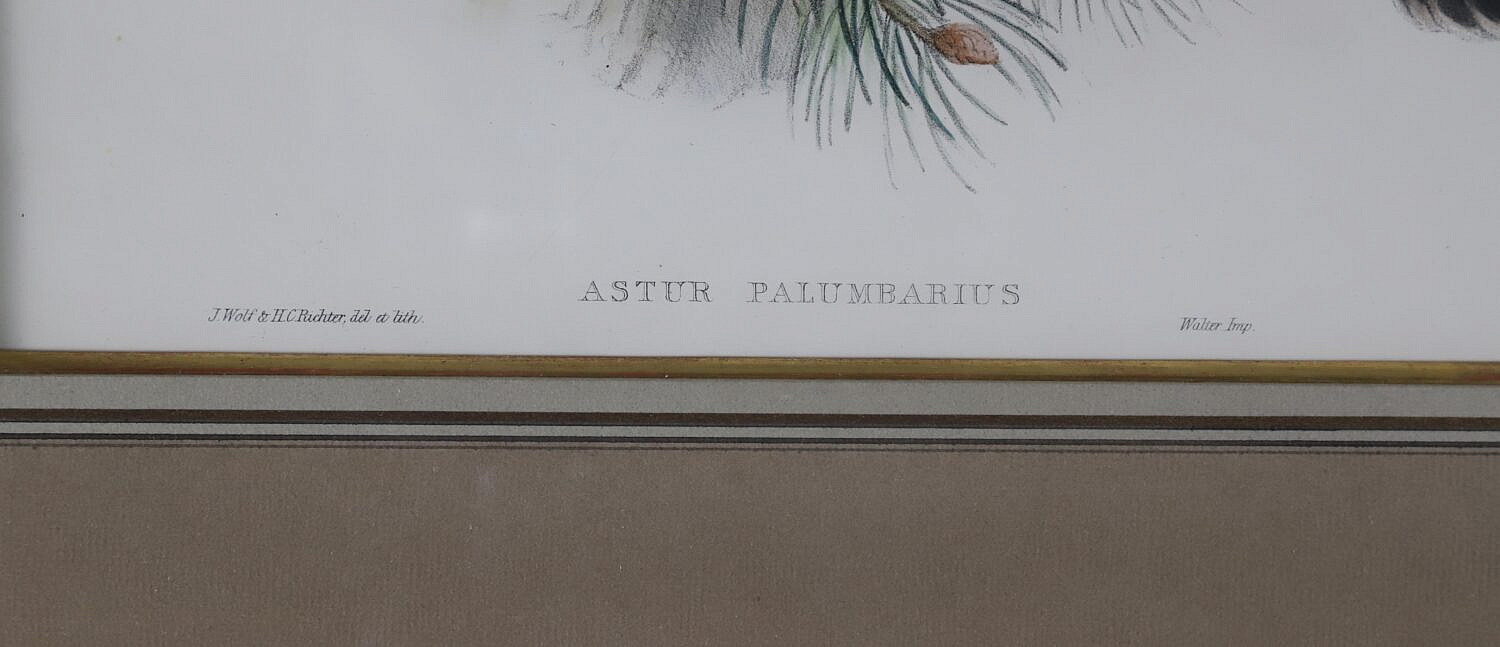 ASTUR PALUMBARIUS
J. Wolf & H.C. Richter, del et lith.
Walter Imp.